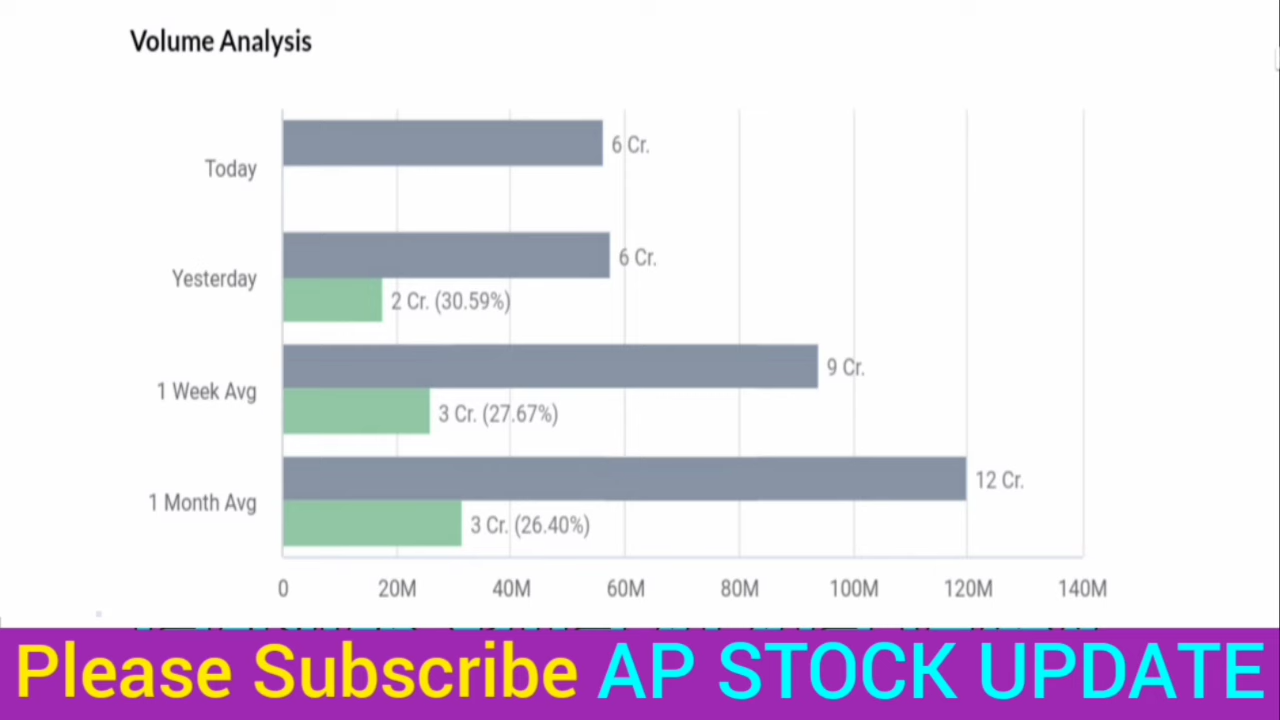 Volume Analysis
Today
6 Cr.
Yesterday
6 Cr.
2 Cr. (30.59%)
1 Week Avg
9 Cr.
3 Cr. (27.67%)
1 Month Avg
12 Cr.
3 Cr. (26.40%)
0 20M 40M 60M 80M 100M 120M 140M
Please Subscribe AP STOCK UPDATE